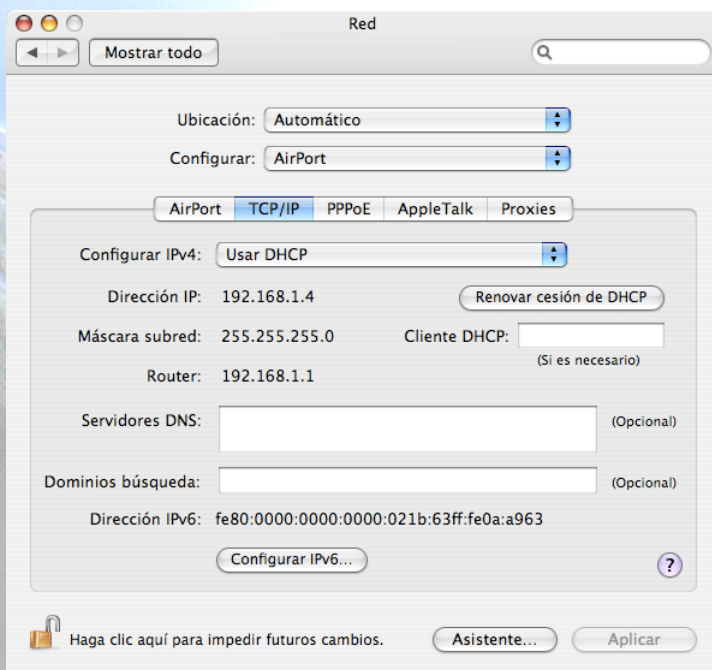 Red
Mostrar todo
Ubicación: Automático
Configurar: AirPort
AirPort TCP/IP PPPoE AppleTalk Proxies
Configurar IPv4: Usar DHCP
Dirección IP: 192.168.1.4 Renovar cesión de DHCP
Máscara subred: 255.255.255.0 Cliente DHCP:
(Si es necesario)
Router: 192.168.1.1
Servidores DNS: (Opcional)
Dominios búsqueda: (Opcional)
Dirección IPv6: fe80:0000:0000:0000:021b:63ff:fe0a:a963
Configurar IPv6... ?
Haga clic aquí para impedir futuros cambios. Asistente... Aplicar